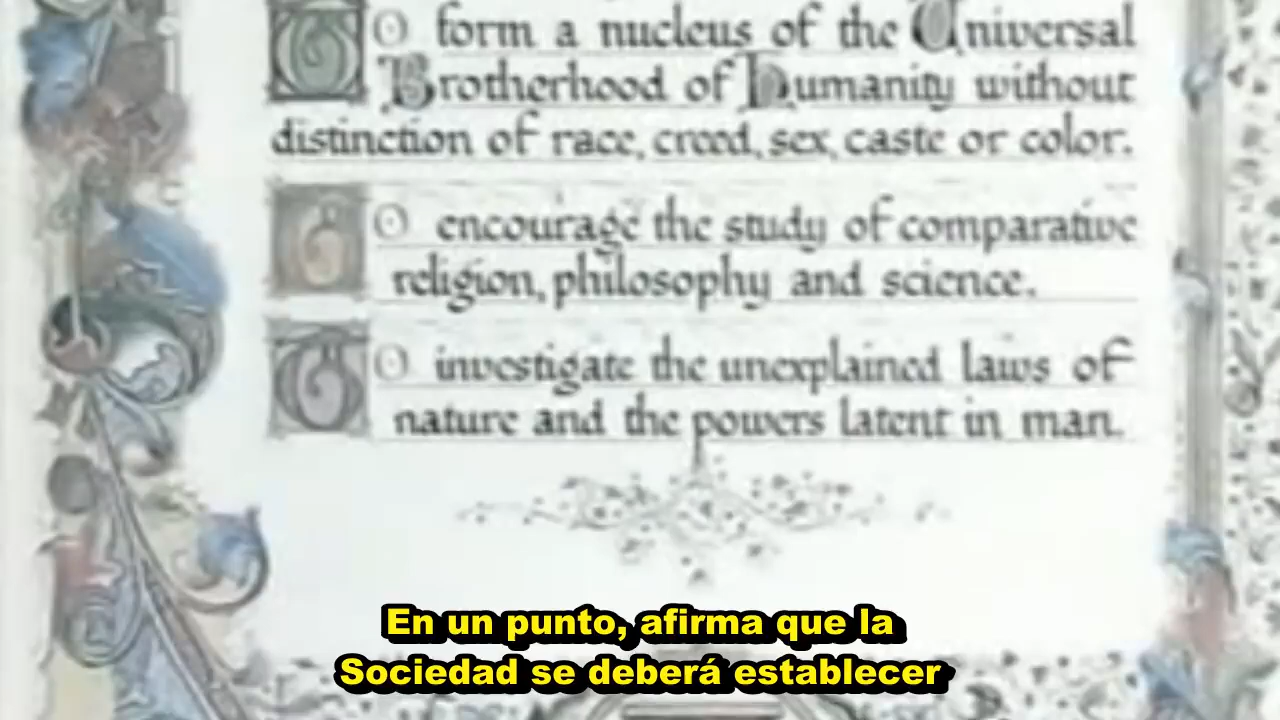 To form a nucleus of the Universal
Brotherhood of Humanity without
distinction of race, creed, sex, caste or color.
To encourage the study of comparative
religion, philosophy and science.
To investigate the unexplained laws of
nature and the powers latent in man.
En un punto, afirma que la
Sociedad se deberá establecer